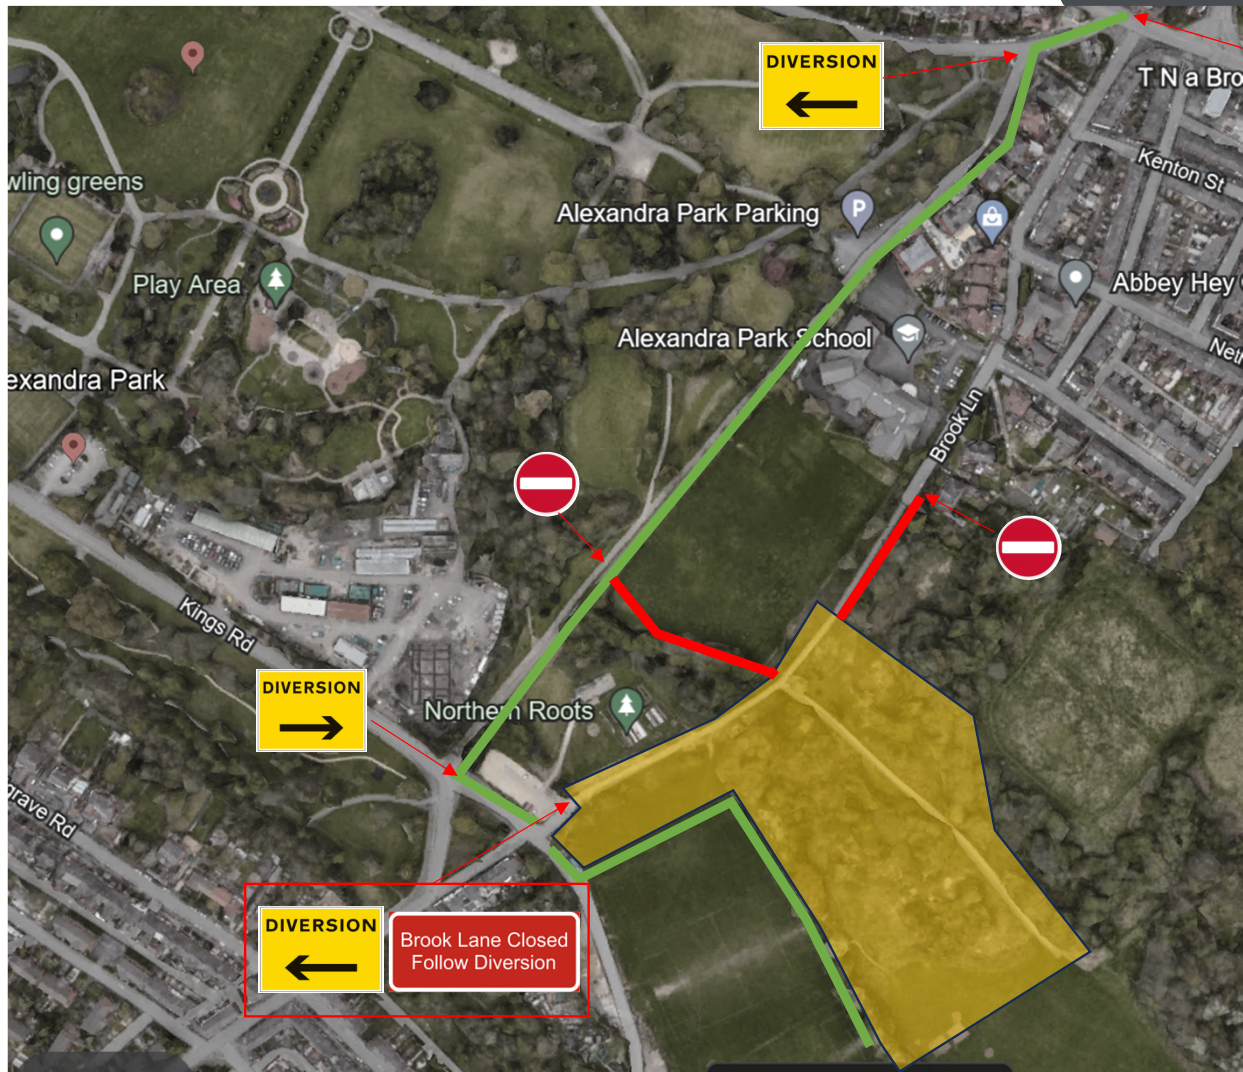 DIVERSION
T N a Bro
Kenton St
wling greens
Alexandra Park Parking
P
Play Area
Abbey Hey
Alexandra Park School
Neth
exandra Park
Brook Ln
Kings Rd
DIVERSION
Northern Roots
grave Rd
DIVERSION
Brook Lane Closed
Follow Diversion